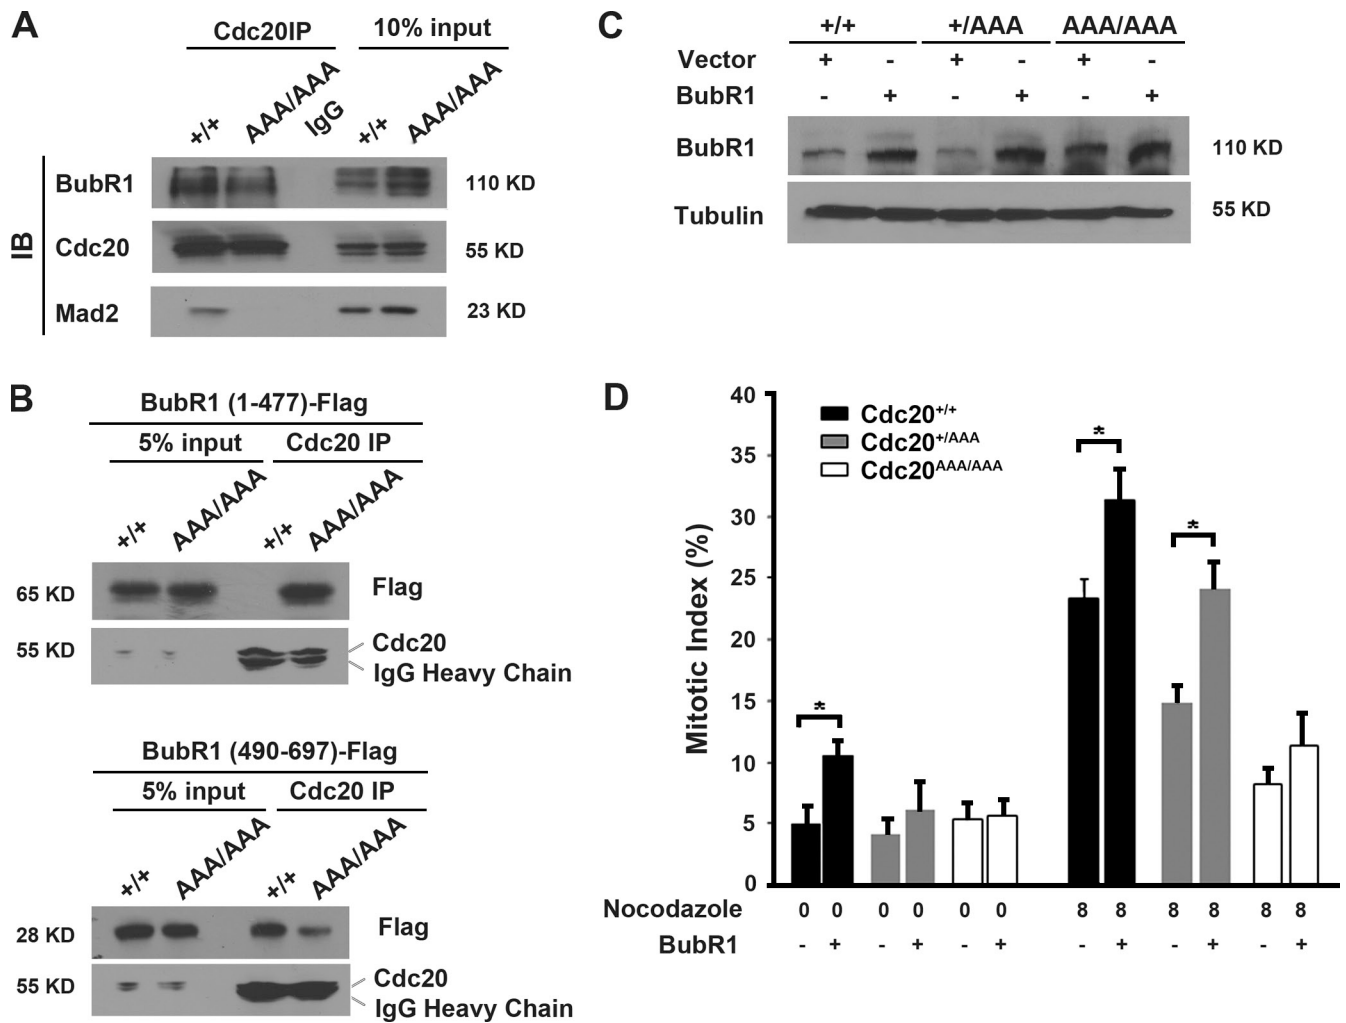 A
Cdc20IP 10% input
+/+ AAA/AAA IgG +/+ AAA/AAA
IB
BubR1 110 KD
Cdc20 55 KD
Mad2 23 KD
B
BubR1 (1-477)-Flag
5% input Cdc20 IP
+/+ AAA/AAA +/+ AAA/AAA
65 KD Flag
55 KD Cdc20
IgG Heavy Chain
BubR1 (490-697)-Flag
5% input Cdc20 IP
+/+ AAA/AAA +/+ AAA/AAA
28 KD Flag
55 KD Cdc20
IgG Heavy Chain
C
+/+ +/AAA AAA/AAA
Vector + - + - + -
BubR1 - + - + - +
BubR1 110 KD
Tubulin 55 KD
D
Mitotic Index (%)
40
35
30
25
20
15
10
5
0
Cdc20+/+
Cdc20+/AAA
Cdc20AAA/AAA
* * *
Nocodazole 0 0 0 0 0 0 8 8 8 8 8 8
BubR1 - + - + - + - + - + - +